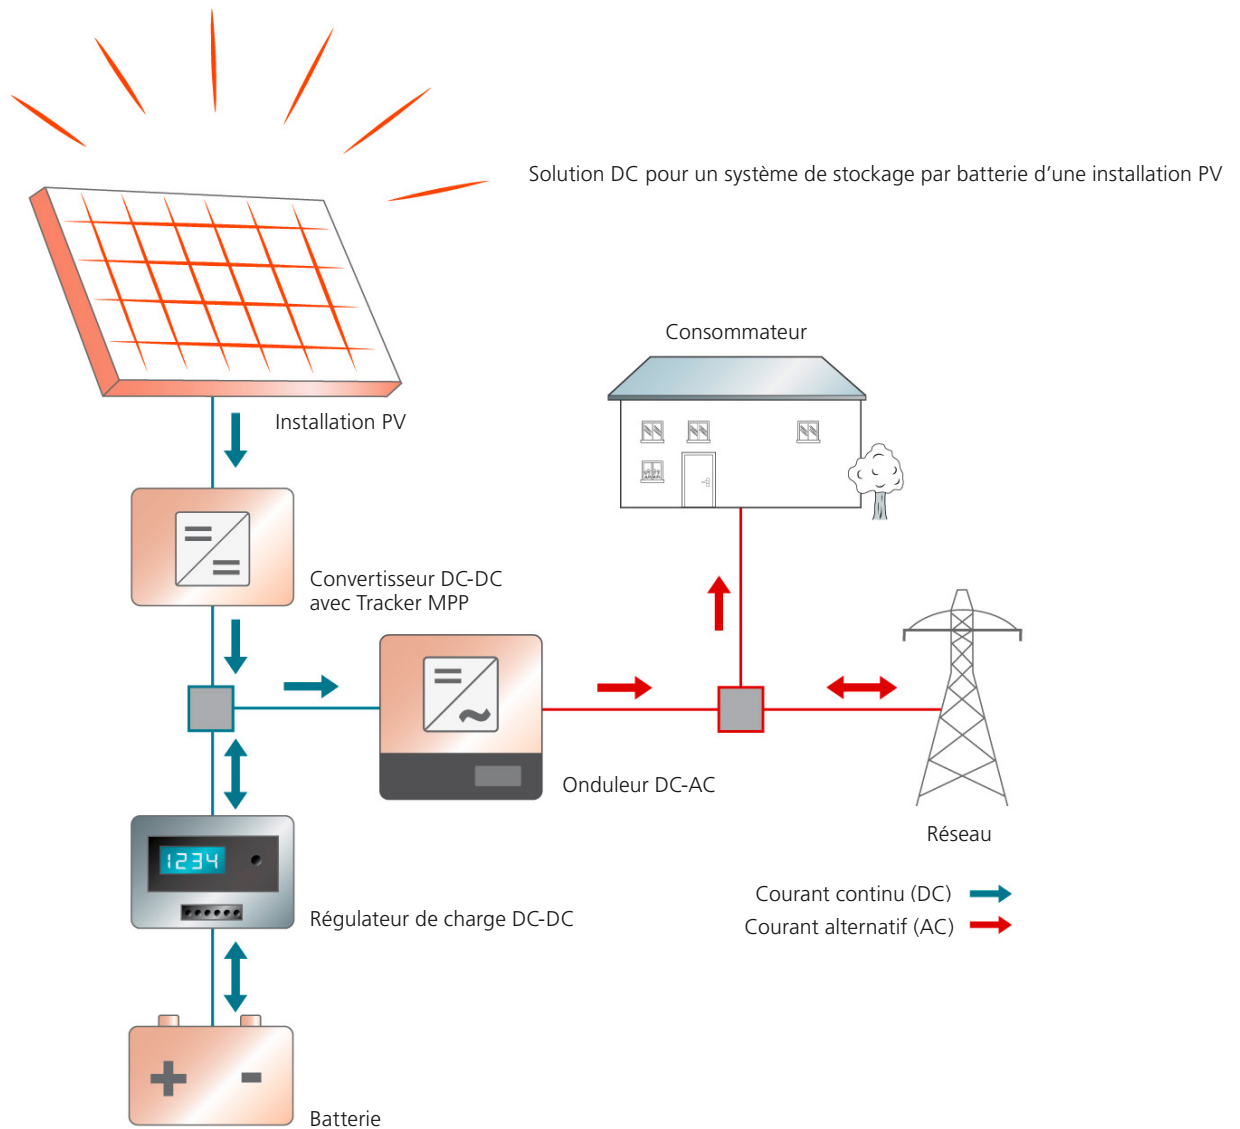 Solution DC pour un système de stockage par batterie d’une installation PV
Consommateur
Installation PV
Convertisseur DC-DC
avec Tracker MPP
Onduleur DC-AC
Réseau
1234
Régulateur de charge DC-DC
Courant continu (DC)
Courant alternatif (AC)
+ -
Batterie